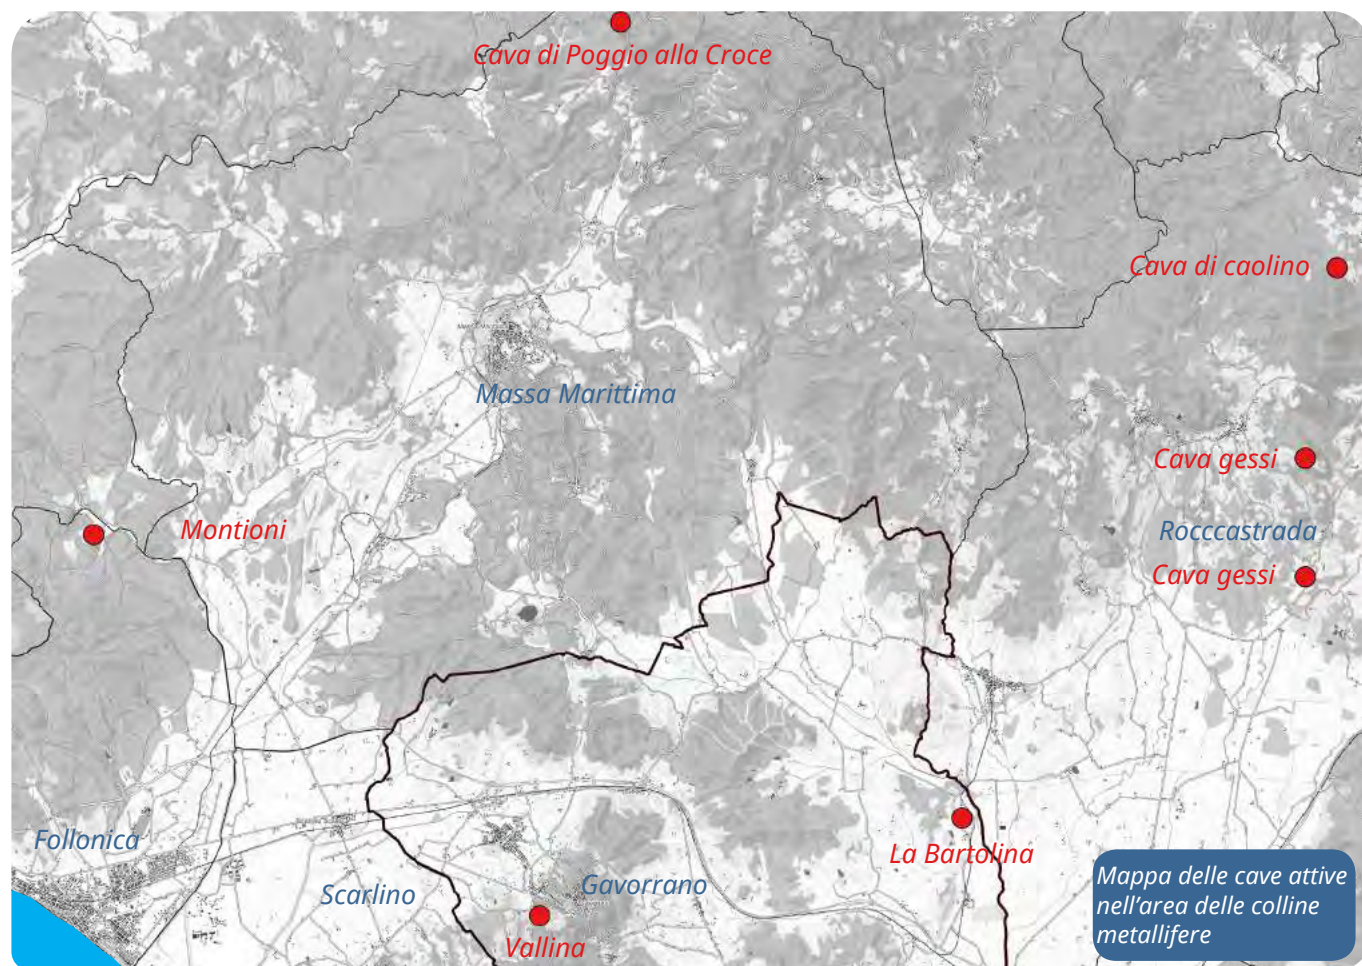 Cava di Poggio alla Croce
Cava di caolino
Massa Marittima
Cava gessi
Montioni
Rocccastrada
Cava gessi
Follonica
La Bartolina
Scarlino
Gavorrano
Vallina
Mappa delle cave attive
nell'area delle colline
metallifere